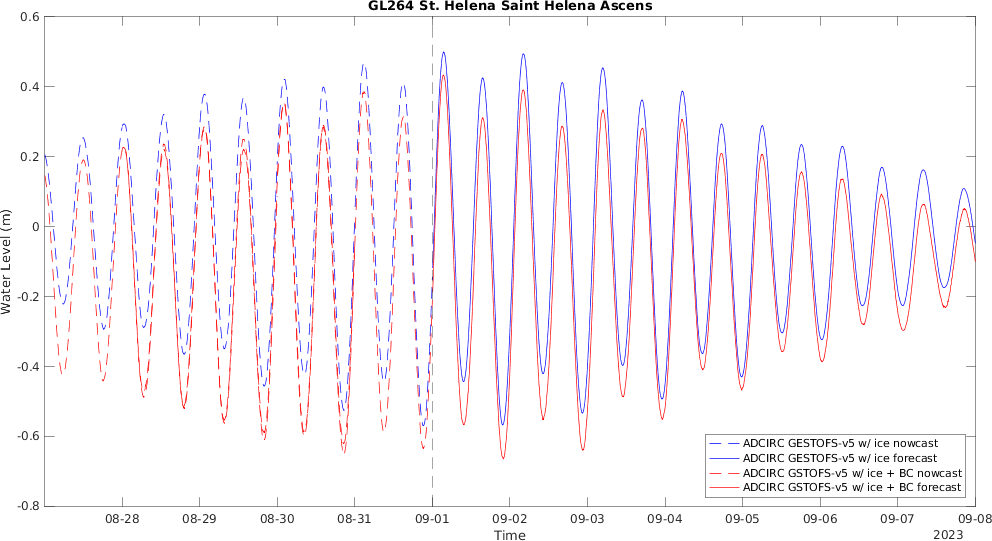 GL264 St. Helena Saint Helena Ascens
0.6
0.4
0.2
0
-0.2
-0.4
-0.6
-0.8
Water Level (m)
ADCIRC GESTOFS-v5 w/ ice nowcast
ADCIRC GESTOFS-v5 w/ ice forecast
ADCIRC GSTOFS-v5 w/ ice + BC nowcast
ADCIRC GSTOFS-v5 w/ ice + BC forecast
08-28 08-29 08-30 08-31 09-01 09-02 09-03 09-04 09-05 09-06 09-07 09-08
Time
2023